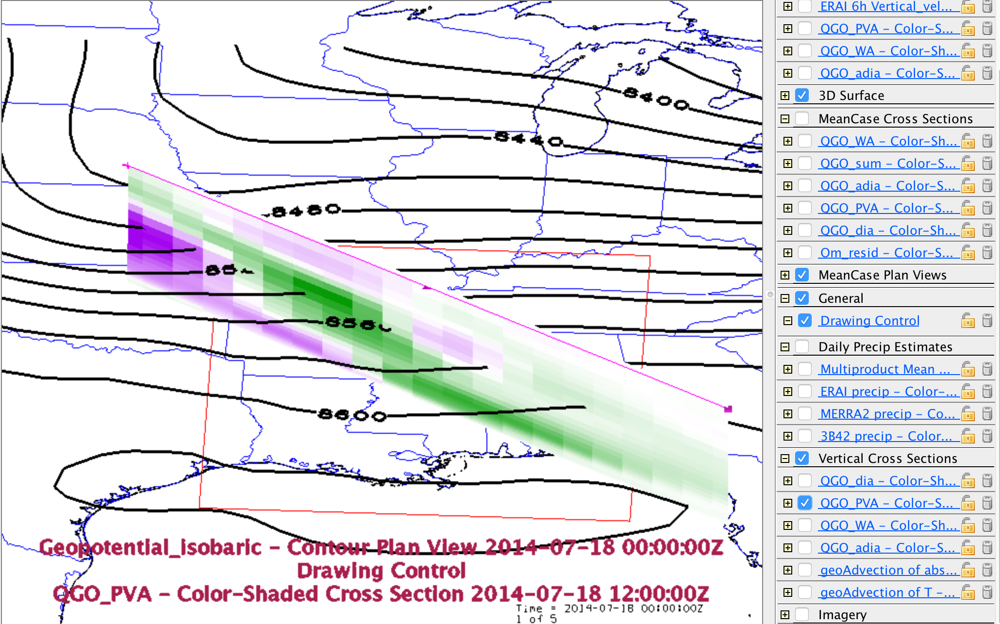 8400
8440
8480
8600
Geopotential_isobaric – Contour Plan View 2014–07–18 00:00:00Z
Drawing Control
QGO_PVA – Color–Shaded Cross Section 2014–07–18 12:00:00Z
Time = 2014-07-18 00:00:00Z
1 of 5
ERAI 6h Vertical_vel...
QGO_PVA – Color–S...
QGO_WA – Color–Sh...
QGO_adia – Color–S...
3D Surface
MeanCase Cross Sections
QGO_WA – Color–Sh...
QGO_sum – Color–S...
QGO_adia – Color–S...
QGO_PVA – Color–S...
QGO_dia – Color–Sh...
Om_resid – Color–S...
MeanCase Plan Views
General
Drawing Control
Daily Precip Estimates
Multiproduct Mean ...
ERAI precip – Color–...
MERRA2 precip – Co...
3B42 precip – Color...
Vertical Cross Sections
QGO_dia – Color–Sh...
QGO_PVA – Color–S...
QGO_WA – Color–Sh...
QGO_adia – Color–S...
geoAdvection of abs...
geoAdvection of T –...
Imagery